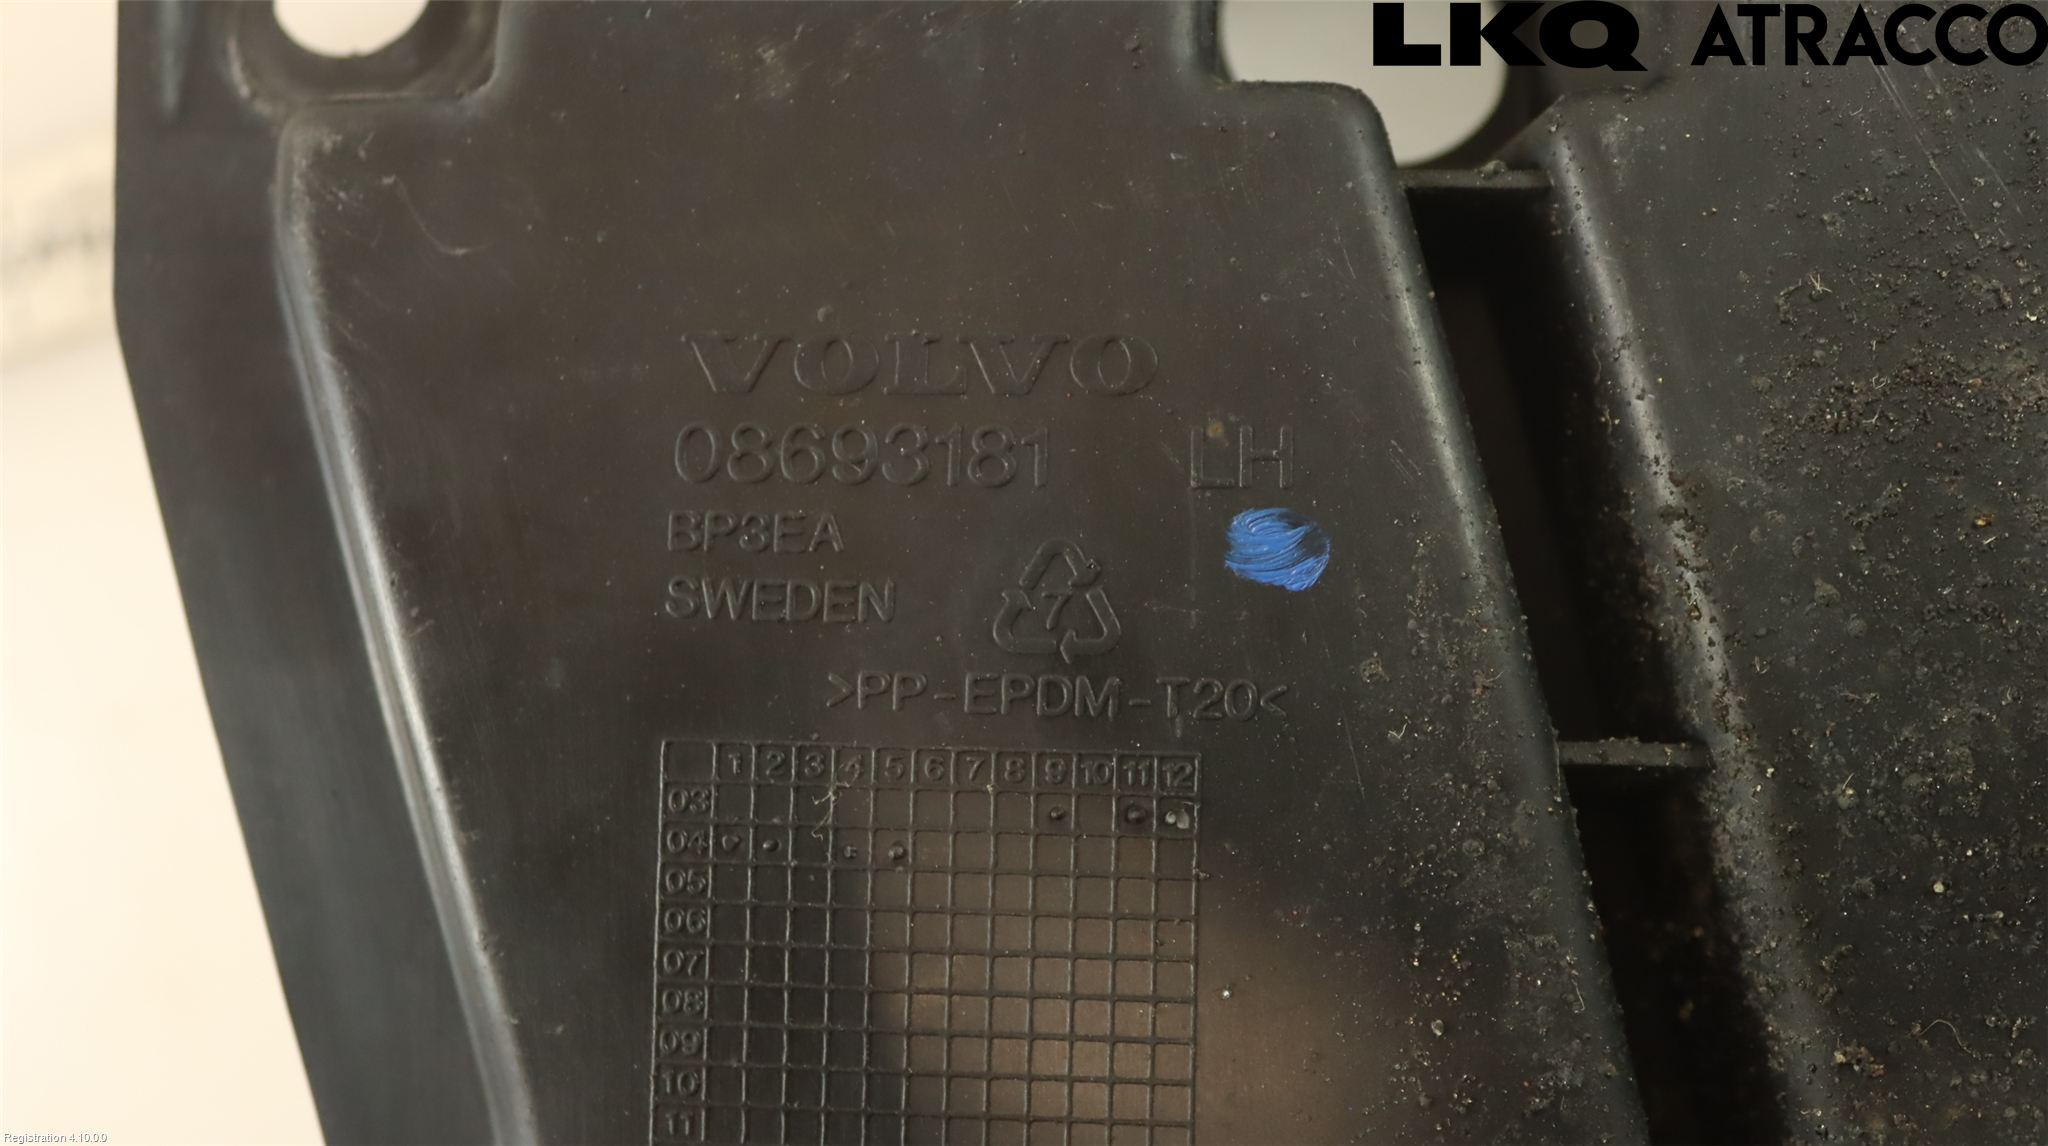 LKQ ATRACCO
VOLVO
08693181 LH
BP3EA
SWEDEN
7
>PP-EPDM-T20<
1 2 3 4 5 6 7 8 9 10 11 12
03
04
05
06
07
08
09
10
11
Registration 4.10.0.0